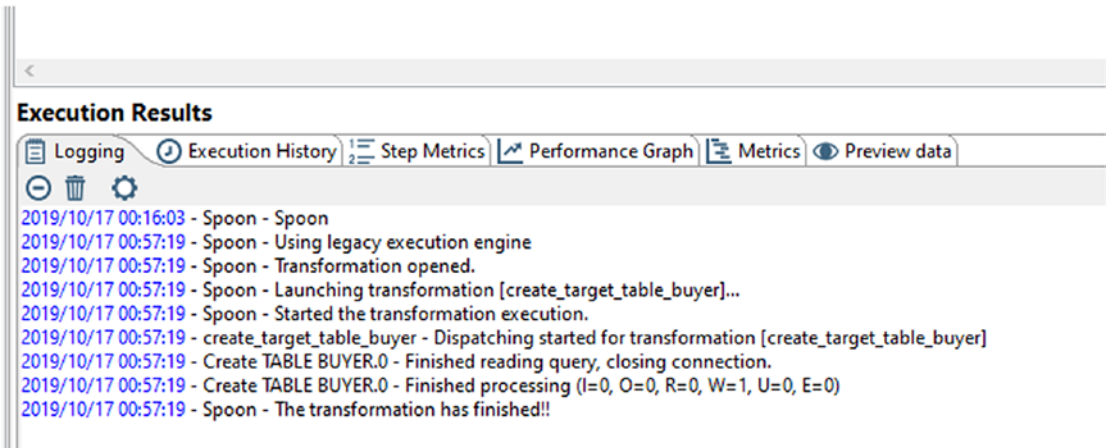 Execution Results
Logging Execution History Step Metrics Performance Graph Metrics Preview data
2019/10/17 00:16:03 - Spoon - Spoon
2019/10/17 00:57:19 - Spoon - Using legacy execution engine
2019/10/17 00:57:19 - Spoon - Transformation opened.
2019/10/17 00:57:19 - Spoon - Launching transformation [create_target_table_buyer]...
2019/10/17 00:57:19 - Spoon - Started the transformation execution.
2019/10/17 00:57:19 - create_target_table_buyer - Dispatching started for transformation [create_target_table_buyer]
2019/10/17 00:57:19 - Create TABLE BUYER.0 - Finished reading query, closing connection.
2019/10/17 00:57:19 - Create TABLE BUYER.0 - Finished processing (I=0, O=0, R=0, W=1, U=0, E=0)
2019/10/17 00:57:19 - Spoon - The transformation has finished!!